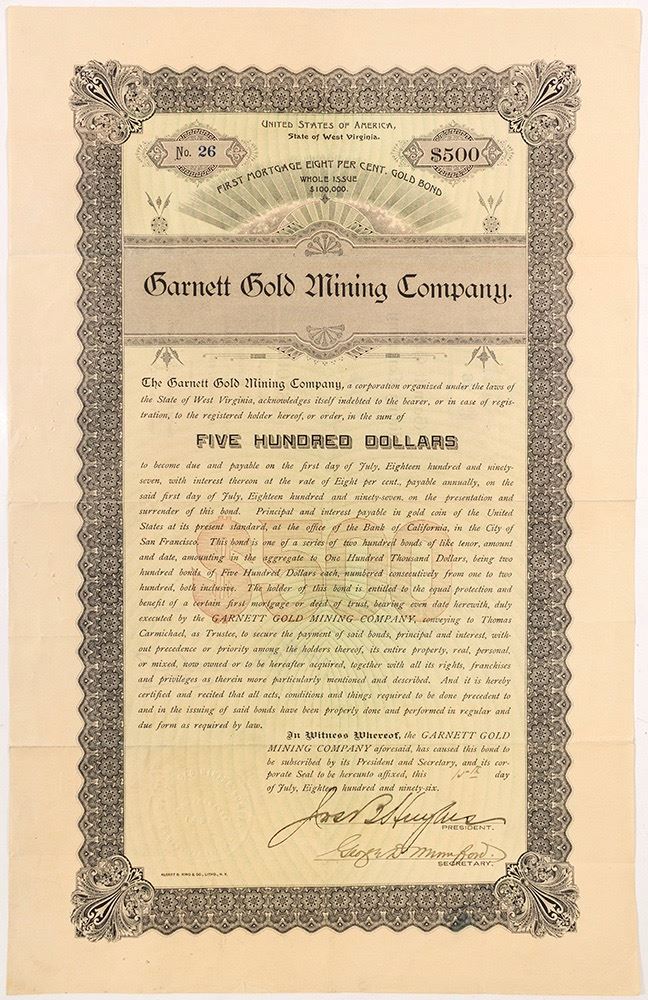 UNITED STATES OF AMERICA,
State of West Virginia.
No. 26
$500
FIRST MORTGAGE EIGHT PER CENT. GOLD BOND
WHOLE ISSUE
$100,000.
Garnett Gold Mining Company.
The Garnett Gold Mining Company, a corporation organized under the laws of
the State of West Virginia, acknowledges itself indebted to the bearer, or in case of regis-
tration, to the registered holder hereof, or order, in the sum of
FIVE HUNDRED DOLLARS
to become due and payable on the first day of July, Eighteen hundred and ninety-
seven, with interest thereon at the rate of Eight per cent., payable annually, on the
said first day of July, Eighteen hundred and ninety-seven, on the presentation and
surrender of this bond. Principal and interest payable in gold coin of the United
States at its present standard, at the office of the Bank of California, in the City of
San Francisco. This bond is one of a series of two hundred bonds of like tenor, amount
and date, amounting in the aggregate to One Hundred Thousand Dollars, being two
hundred bonds of Five Hundred Dollars each, numbered consecutively from one to two
hundred, both inclusive. The holder of this bond is entitled to the equal protection and
benefit of a certain first mortgage or deed of trust, bearing even date herewith, duly
executed by the GARNETT GOLD MINING COMPANY, conveying to Thomas
Carmichael, as Trustee, to secure the payment of said bonds, principal and interest, with-
out precedence or priority among the holders thereof, its entire property, real, personal,
or mixed, now owned or to be hereafter acquired, together with all its rights, franchises
and privileges as therein more particularly mentioned and described. And it is hereby
certified and recited that all acts, conditions and things required to be done precedent to
and in the issuing of said bonds have been properly done and performed in regular and
due form as required by law.
In Witness Whereof, the GARNETT GOLD
MINING COMPANY aforesaid, has caused this bond to
be subscribed by its President and Secretary, and its cor-
porate Seal to be hereunto affixed, this 15th day
of July, Eighteen hundred and ninety-six.
Hughes
PRESIDENT.
George
SECRETARY.
ALBERT B. KING & CO., LITHO., N. Y.